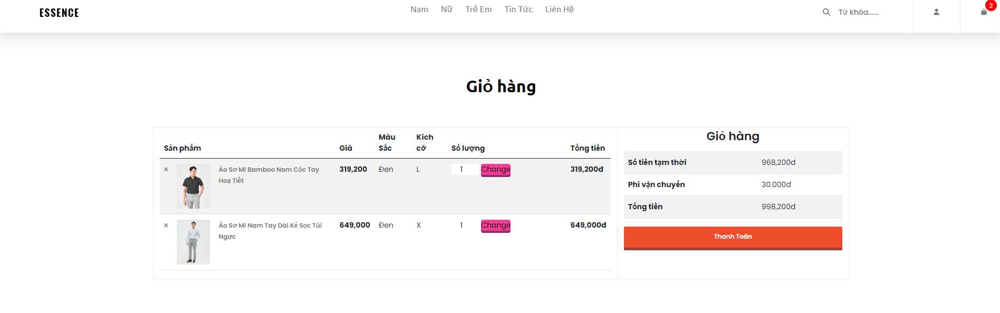 ESSENCE
Nam Nữ Trẻ Em Tin Tức Liên Hệ
Từ khóa......
2
Giỏ hàng
Sản phẩm Giá Màu Sắc Kích cỡ Số lượng Tổng tiền
× Áo Sơ Mi Bamboo Nam Cộc Tay Hoạ Tiết 319,200 Đen L 1 Change 319,200đ
× Áo Sơ Mi Nam Tay Dài Kẻ Sọc Túi Ngực 649,000 Đen X 1 Change 649,000đ
Giỏ hàng
Số tiền tạm thời 968,200đ
Phí vận chuyển 30.000đ
Tổng tiền 998,200đ
Thanh Toán